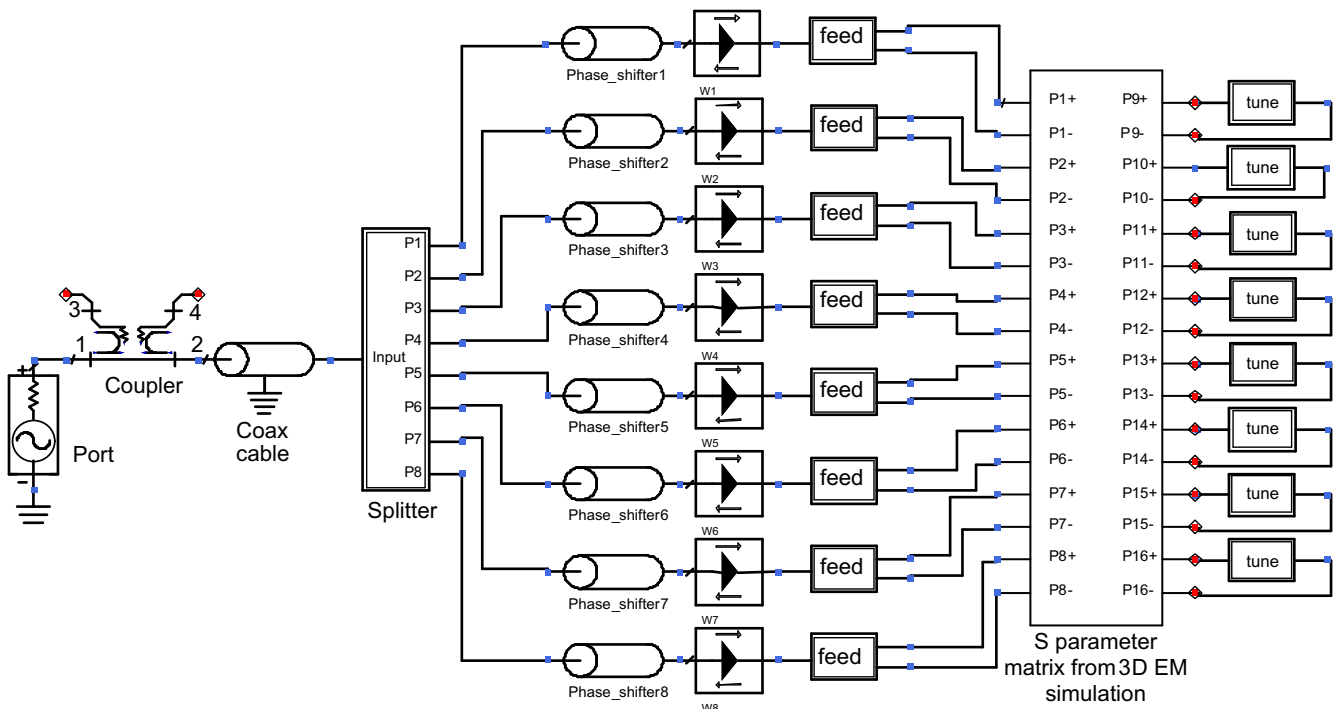 feed
Phase_shifter1
W1
feed
Phase_shifter2
W2
feed
Phase_shifter3
W3
feed
Phase_shifter4
W4
feed
Phase_shifter5
W5
feed
Phase_shifter6
W6
feed
Phase_shifter7
W7
feed
Phase_shifter8
W8
3
4
1
2
Coupler
+
-
Port
Coax
cable
Input
P1
P2
P3
P4
P5
P6
P7
P8
Splitter
P1+ P9+
P1- P9-
P2+ P10+
P2- P10-
P3+ P11+
P3- P11-
P4+ P12+
P4- P12-
P5+ P13+
P5- P13-
P6+ P14+
P6- P14-
P7+ P15+
P7- P15-
P8+ P16+
P8- P16-
S parameter
matrix from 3D EM
simulation
tune
tune
tune
tune
tune
tune
tune
tune